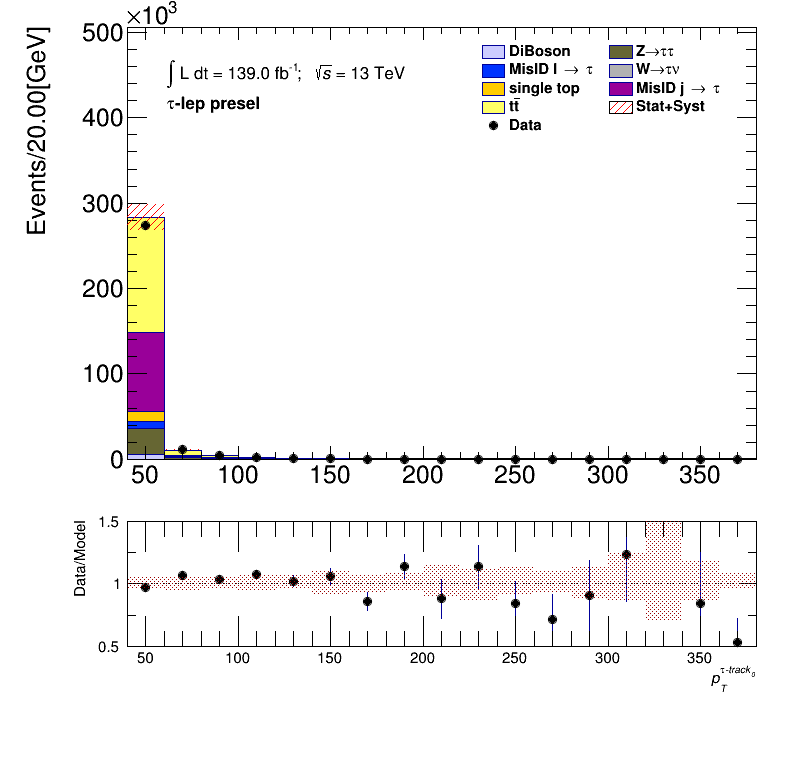 ×10³
Events/20.00[GeV]
500
400
300
200
100
0
∫ L dt = 139.0 fb⁻¹; √s = 13 TeV
τ-lep presel
DiBoson
Z→ττ
MisID l → τ
W→τν
single top
MisID j → τ
tt̄
Stat+Syst
Data
50 100 150 200 250 300 350
Data/Model
1.5
1
0.5
50 100 150 200 250 300 350
p_T^{τ-track₀}